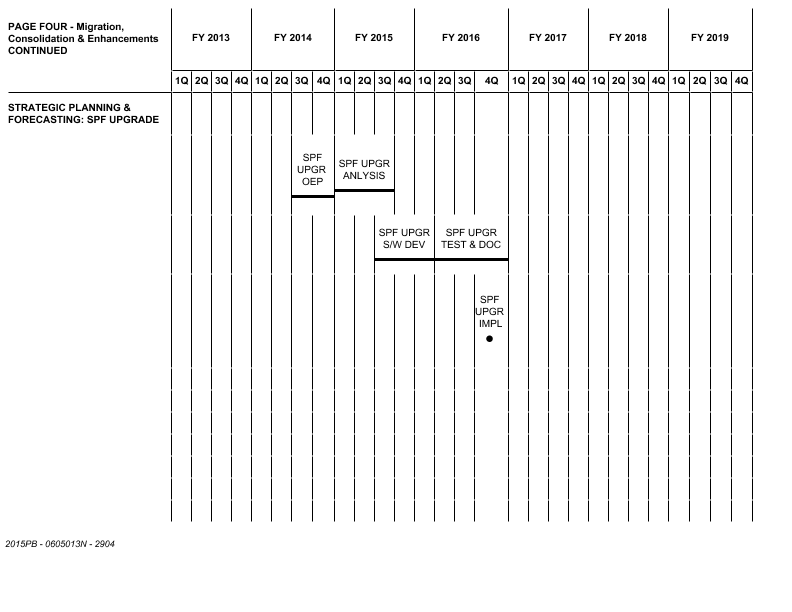 PAGE FOUR - Migration,
Consolidation & Enhancements
CONTINUED
FY 2013 FY 2014 FY 2015 FY 2016 FY 2017 FY 2018 FY 2019
1Q 2Q 3Q 4Q 1Q 2Q 3Q 4Q 1Q 2Q 3Q 4Q 1Q 2Q 3Q 4Q 1Q 2Q 3Q 4Q 1Q 2Q 3Q 4Q 1Q 2Q 3Q 4Q
STRATEGIC PLANNING &
FORECASTING: SPF UPGRADE
SPF
UPGR
OEP
SPF UPGR
ANLYSIS
SPF UPGR
S/W DEV
SPF UPGR
TEST & DOC
SPF
UPGR
IMPL
2015PB - 0605013N - 2904